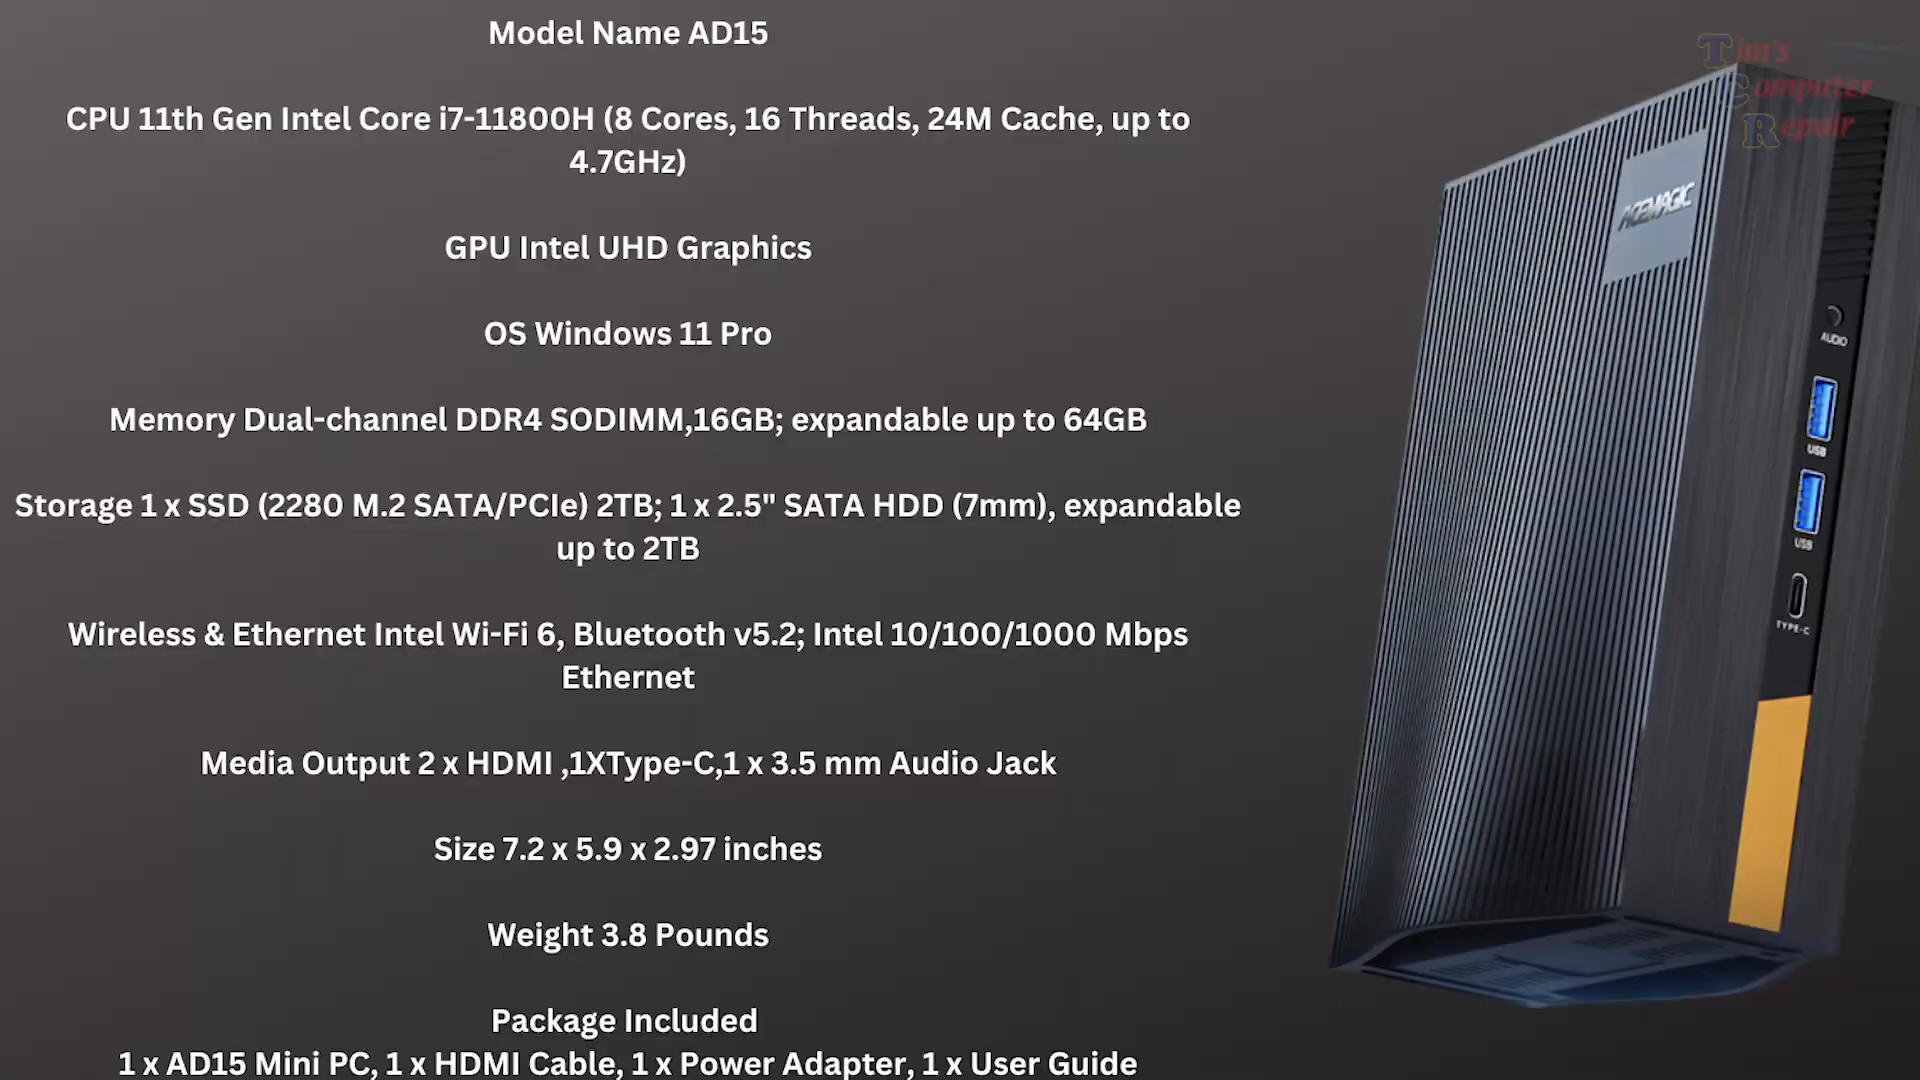 Model Name AD15
CPU 11th Gen Intel Core i7-11800H (8 Cores, 16 Threads, 24M Cache, up to
4.7GHz)
GPU Intel UHD Graphics
OS Windows 11 Pro
Memory Dual-channel DDR4 SODIMM,16GB; expandable up to 64GB
Storage 1 x SSD (2280 M.2 SATA/PCIe) 2TB; 1 x 2.5" SATA HDD (7mm), expandable
up to 2TB
Wireless & Ethernet Intel Wi-Fi 6, Bluetooth v5.2; Intel 10/100/1000 Mbps
Ethernet
Media Output 2 x HDMI ,1XType-C,1 x 3.5 mm Audio Jack
Size 7.2 x 5.9 x 2.97 inches
Weight 3.8 Pounds
Package Included
1 x AD15 Mini PC, 1 x HDMI Cable, 1 x Power Adapter, 1 x User Guide
Tim's
Computer
Repair
ACEMAGIC
AUDIO
USB
USB
TYPE-C